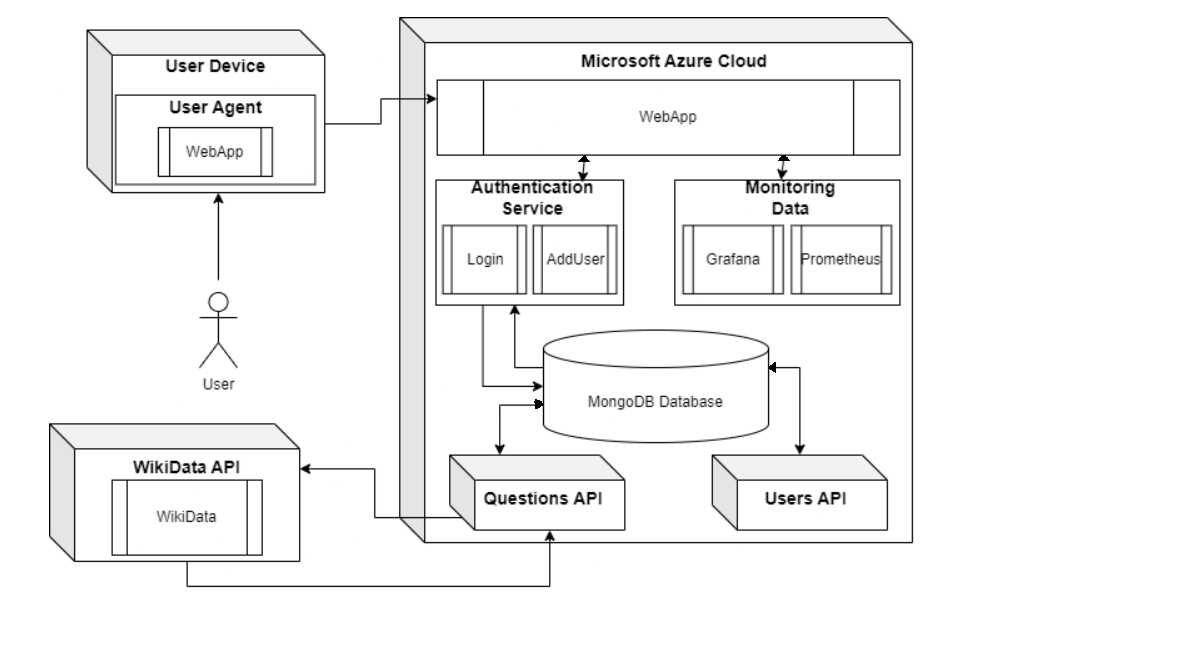 User Device
User Agent
WebApp
User
Microsoft Azure Cloud
WebApp
Authentication
Service
Login
AddUser
Monitoring
Data
Grafana
Prometheus
MongoDB Database
Questions API
Users API
WikiData API
WikiData